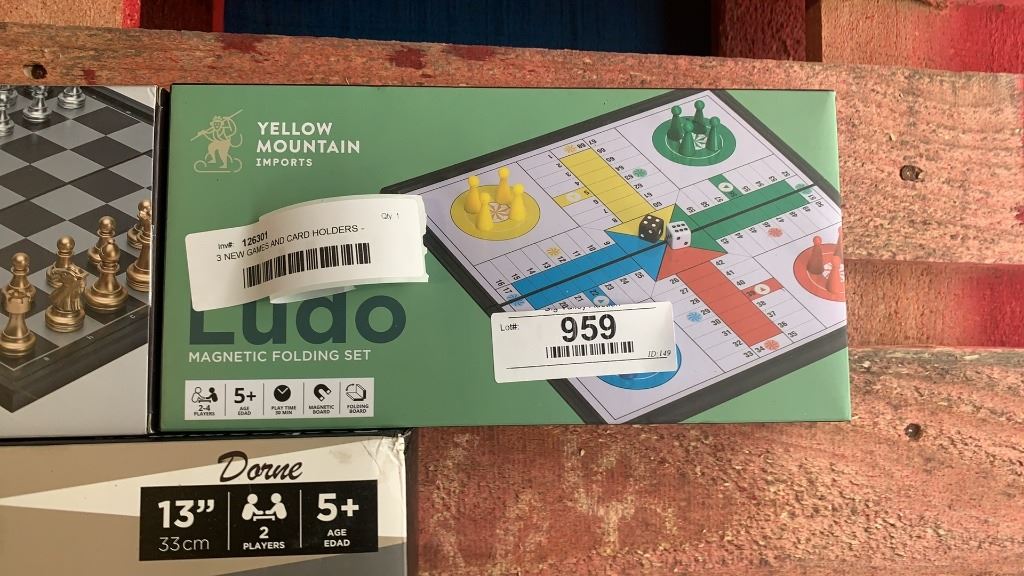 YELLOW
MOUNTAIN
IMPORTS
Qty. 1
Inv#: 126301
3 NEW GAMES AND CARD HOLDERS -
Ludo
MAGNETIC FOLDING SET
Lot#:
959
ID:149
2-4
PLAYERS
5+
AGE
EDAD
PLAY TIME
30 MIN
MAGNETIC
BOARD
FOLDING
BOARD
Dorne
13”
33cm
2
PLAYERS
5+
AGE
EDAD